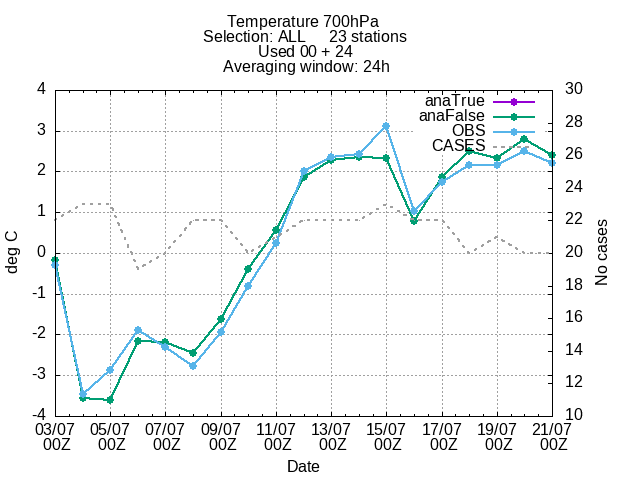 Temperature 700hPa
Selection: ALL 23 stations
Used 00 + 24
Averaging window: 24h
anaTrue
anaFalse
OBS
CASES
4
3
2
1
0
-1
-2
-3
-4
deg C
30
28
26
24
22
20
18
16
14
12
10
No cases
03/07 05/07 07/07 09/07 11/07 13/07 15/07 17/07 19/07 21/07
00Z 00Z 00Z 00Z 00Z 00Z 00Z 00Z 00Z 00Z
Date